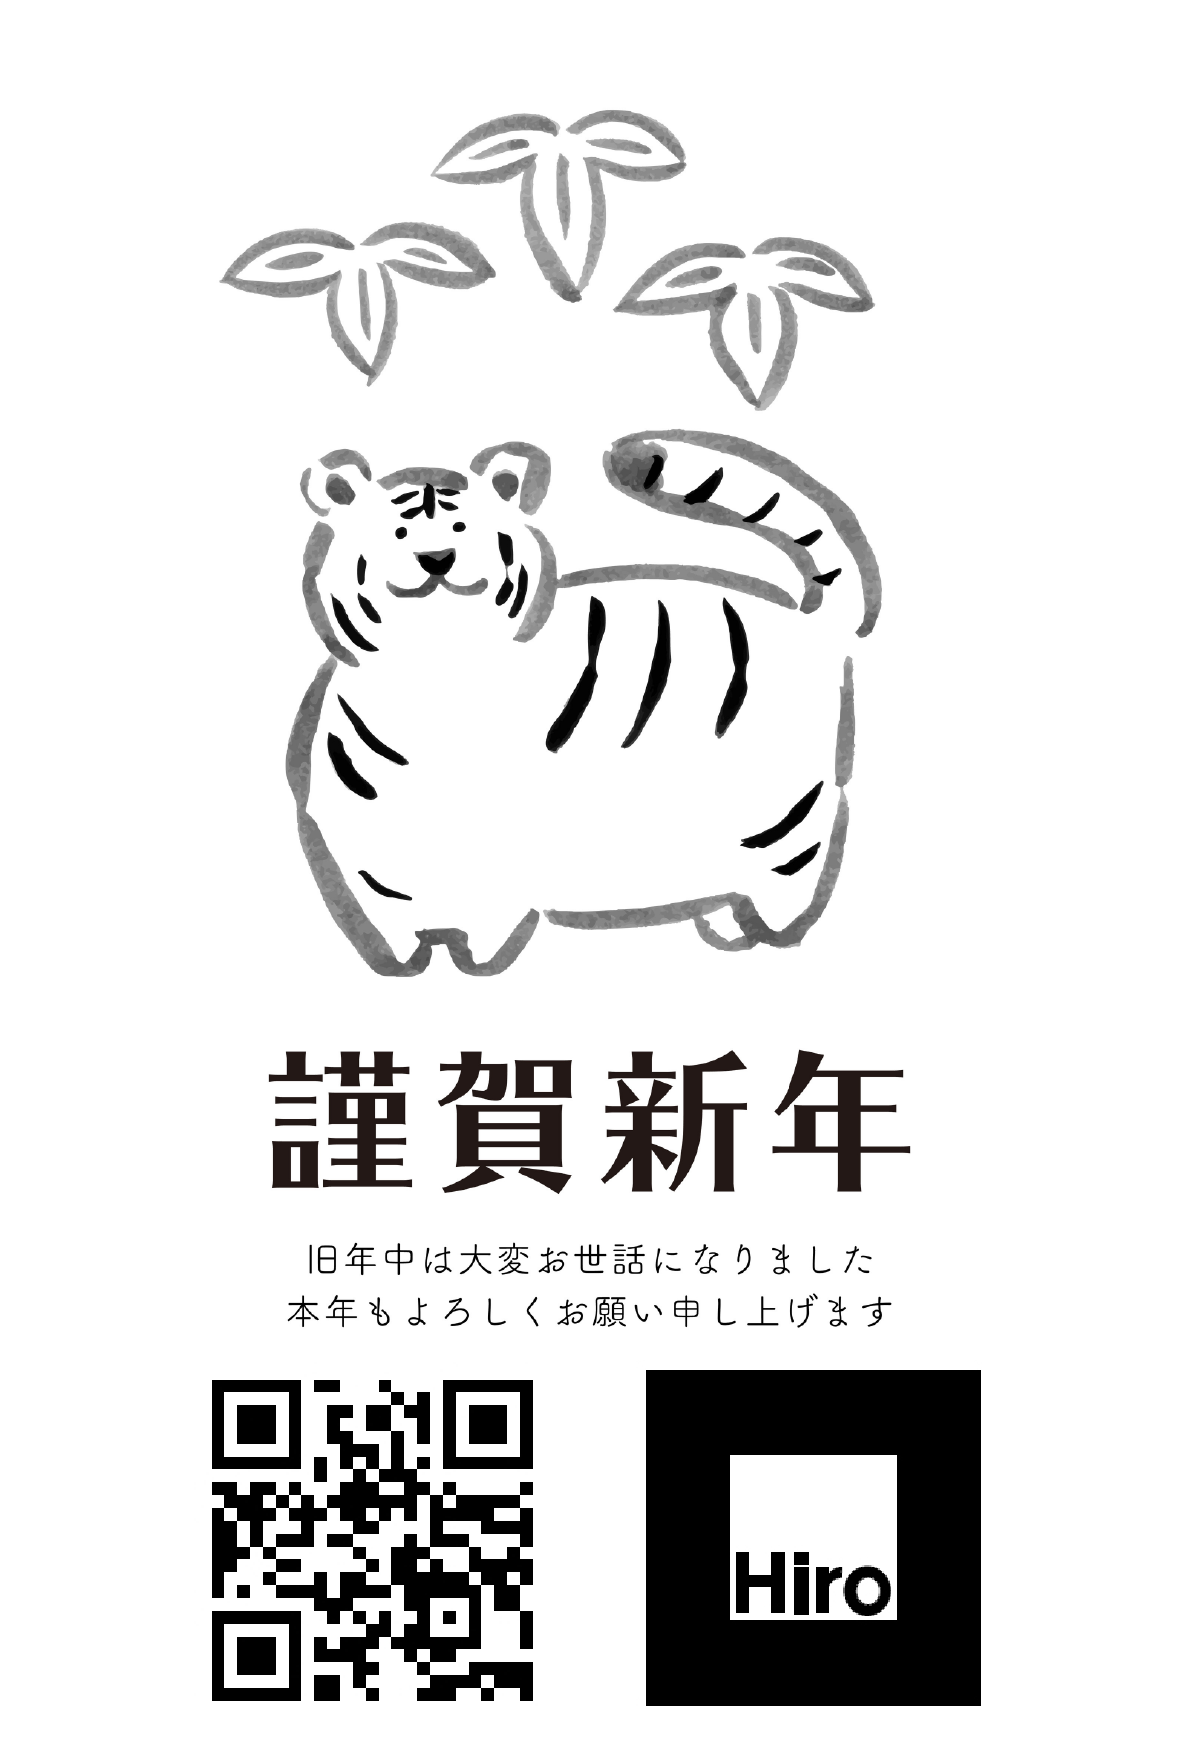 謹賀新年
旧年中は大変お世話になりました
本年もよろしくお願い申し上げます
Hiro